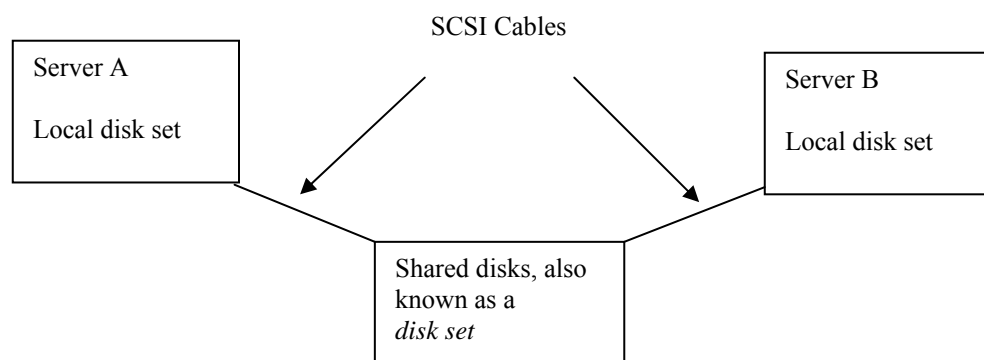 SCSI Cables
Server A
Local disk set
Server B
Local disk set
Shared disks, also
known as a
disk set